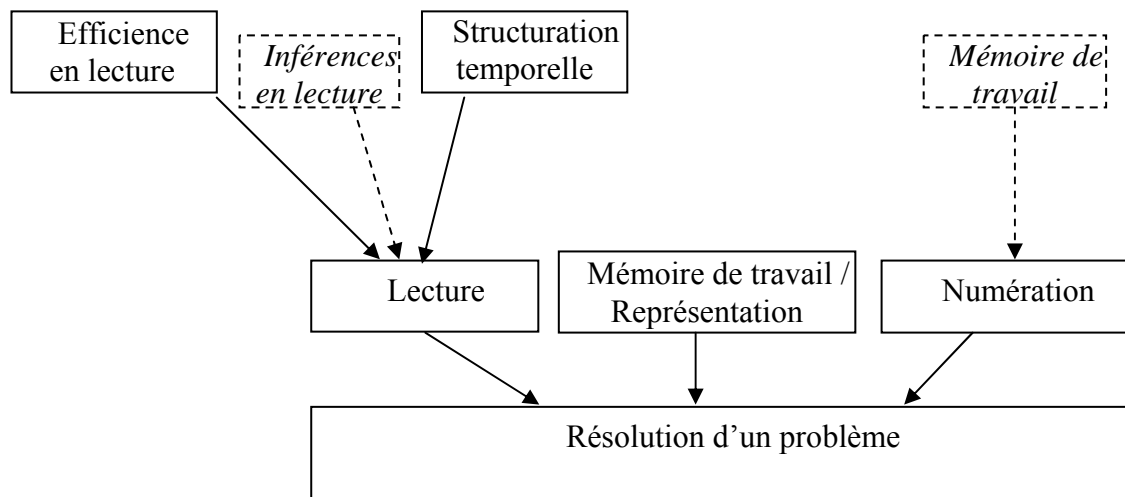 Efficience
en lecture
Inférences
en lecture
Structuration
temporelle
Mémoire de
travail
Lecture
Mémoire de travail /
Représentation
Numération
Résolution d’un problème